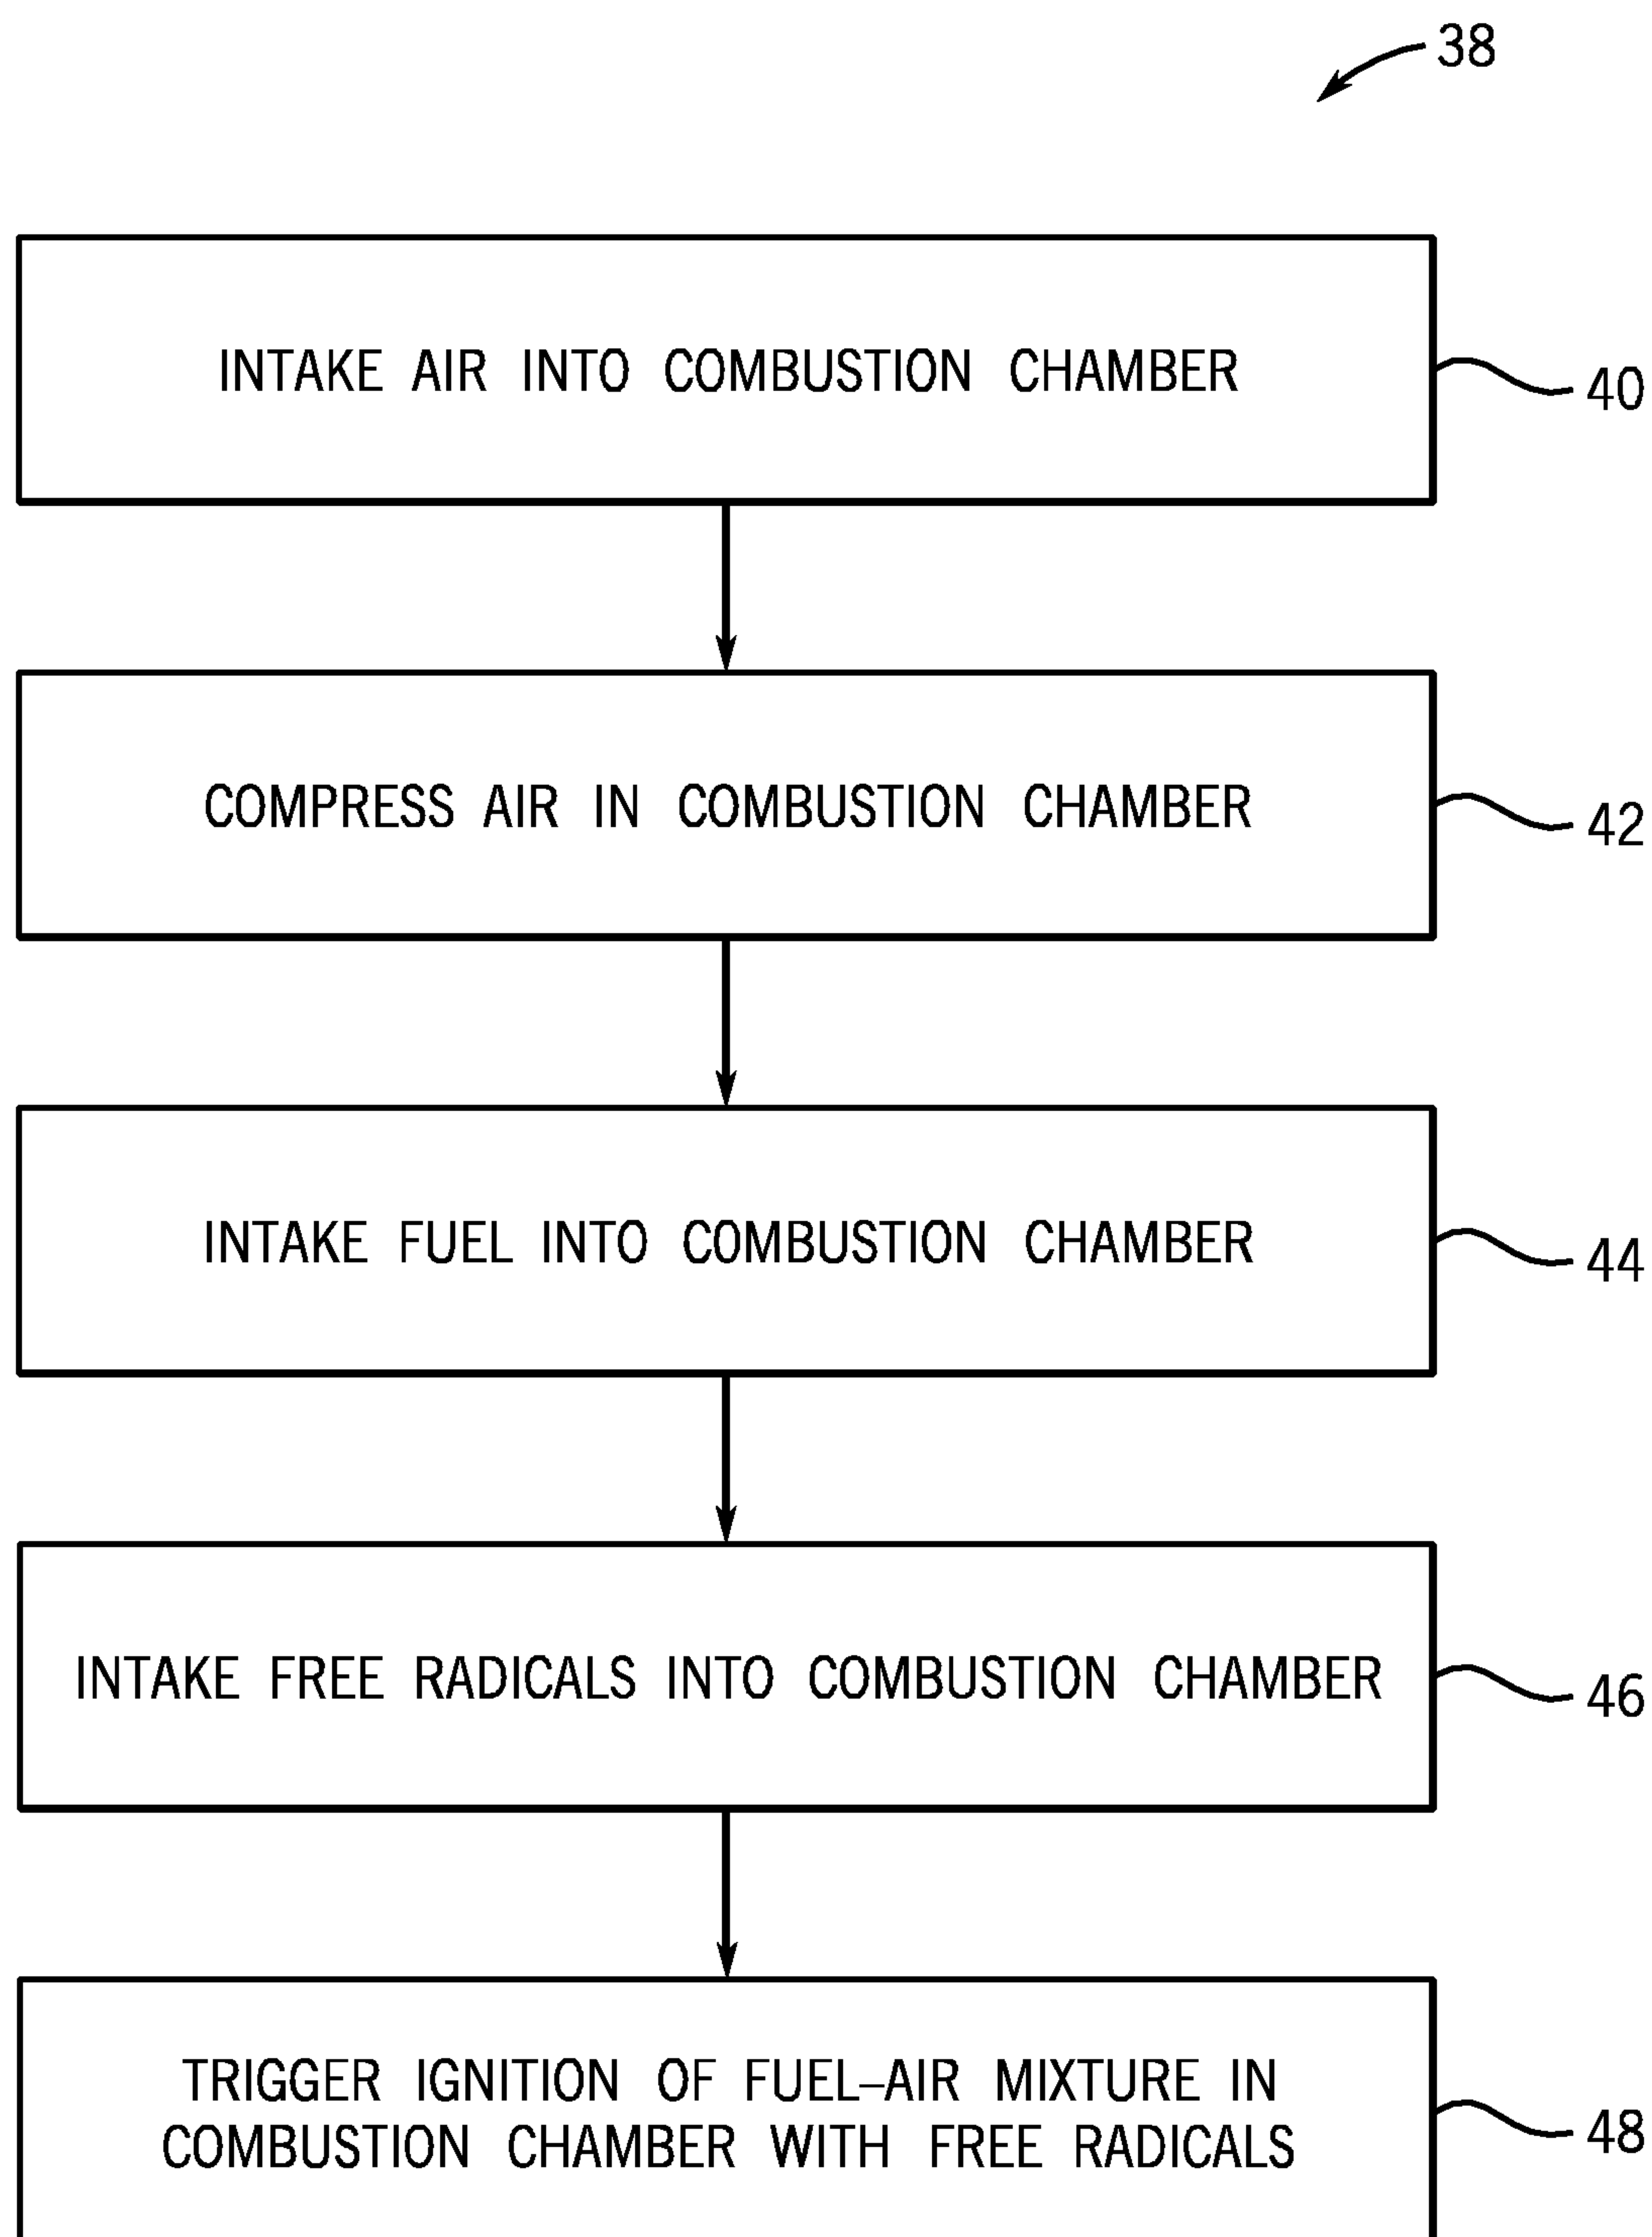 38
INTAKE AIR INTO COMBUSTION CHAMBER
40
COMPRESS AIR IN COMBUSTION CHAMBER
42
INTAKE FUEL INTO COMBUSTION CHAMBER
44
INTAKE FREE RADICALS INTO COMBUSTION CHAMBER
46
TRIGGER IGNITION OF FUEL–AIR MIXTURE IN
COMBUSTION CHAMBER WITH FREE RADICALS
48